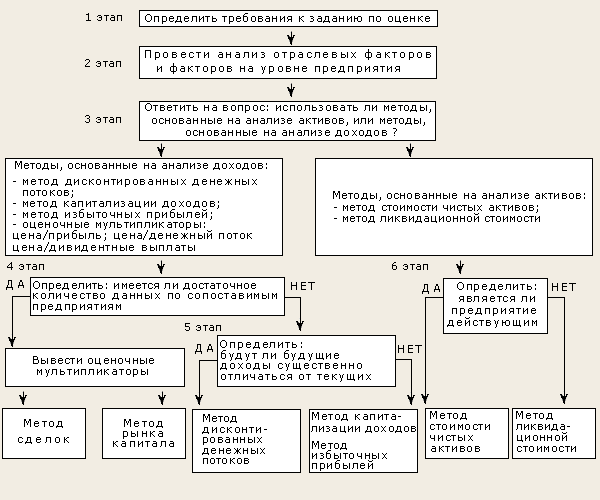 1 этап
Определить требования к заданию по оценке
2 этап
Провести анализ отраслевых факторов
и факторов на уровне предприятия
3 этап
Ответить на вопрос: использовать ли методы,
основанные на анализе активов, или методы,
основанные на анализе доходов ?
Методы, основанные на анализе доходов:
- метод дисконтированных денежных
потоков;
- метод капитализации доходов;
- метод избыточных прибылей;
- оценочные мультипликаторы:
цена/прибыль; цена/денежный поток
цена/дивидентные выплаты
Методы, основанные на анализе активов:
- метод стоимости чистых активов;
- метод ликвидационной стоимости
4 этап
ДА
Определить: имеется ли достаточное
количество данных по сопоставимым
предприятиям
НЕТ
6 этап
ДА
Определить:
является ли
предприятие
действующим
НЕТ
5 этап
ДА
Определить:
будут ли будущие
доходы существенно
отличаться от текущих
НЕТ
Вывести оценочные
мультипликаторы
Метод
сделок
Метод
рынка
капитала
Метод
дисконти-
рованных
денежных
потоков
Метод капита-
лизации доходов
Метод
избыточных
прибылей
Метод
стоимости
чистых
активов
Метод
ликвида-
ционной
стоимости